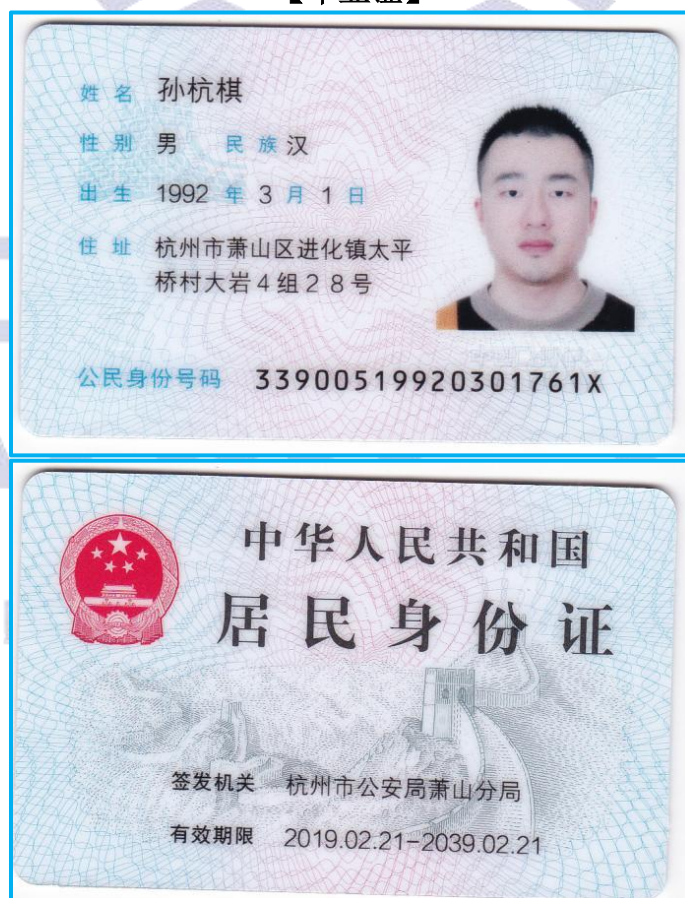 姓名 孙杭棋
性别 男 民族 汉
出生 1992 年 3 月 1 日
住址 杭州市萧山区进化镇太平
桥村大岩4组28号
公民身份号码 33900519920301761X
中华人民共和国
居民身份证
签发机关 杭州市公安局萧山分局
有效期限 2019.02.21-2039.02.21